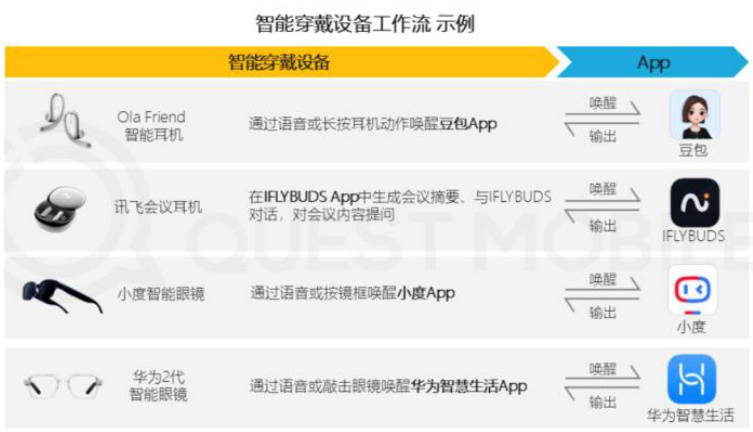 智能穿戴设备工作流 示例
智能穿戴设备
App
Ola Friend
智能耳机
通过语音或长按耳机动作唤醒豆包App
唤醒
输出
豆包
讯飞会议耳机
在IFLYBUDS App中生成会议摘要、与IFLYBUDS
对话，对会议内容提问
唤醒
输出
IFLYBUDS
小度智能眼镜
通过语音或按镜框唤醒小度App
唤醒
输出
小度
华为2代
智能眼镜
通过语音或敲击眼镜唤醒华为智慧生活App
唤醒
输出
华为智慧生活
QUEST MOBILE